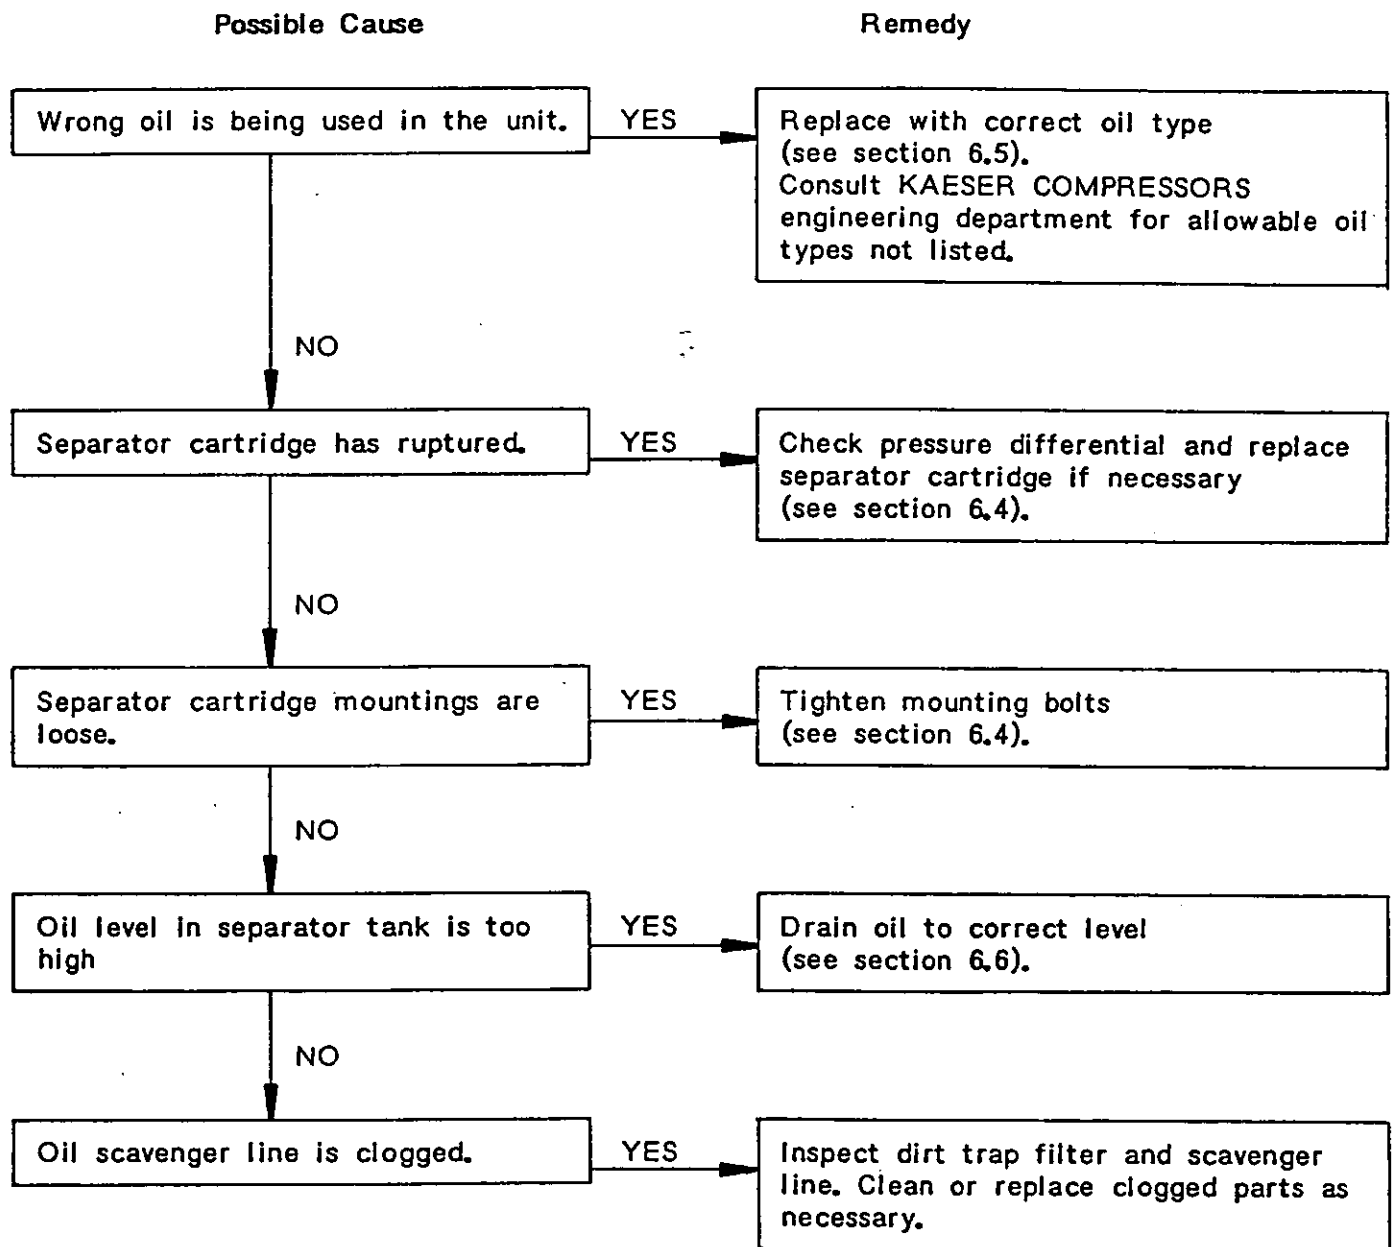 Possible Cause Remedy
Wrong oil is being used in the unit.
YES
Replace with correct oil type
(see section 6.5).
Consult KAESER COMPRESSORS
engineering department for allowable oil
types not listed.
NO
Separator cartridge has ruptured.
YES
Check pressure differential and replace
separator cartridge if necessary
(see section 6.4).
NO
Separator cartridge mountings are
loose.
YES
Tighten mounting bolts
(see section 6.4).
NO
Oil level in separator tank is too
high
YES
Drain oil to correct level
(see section 6.6).
NO
Oil scavenger line is clogged.
YES
Inspect dirt trap filter and scavenger
line. Clean or replace clogged parts as
necessary.